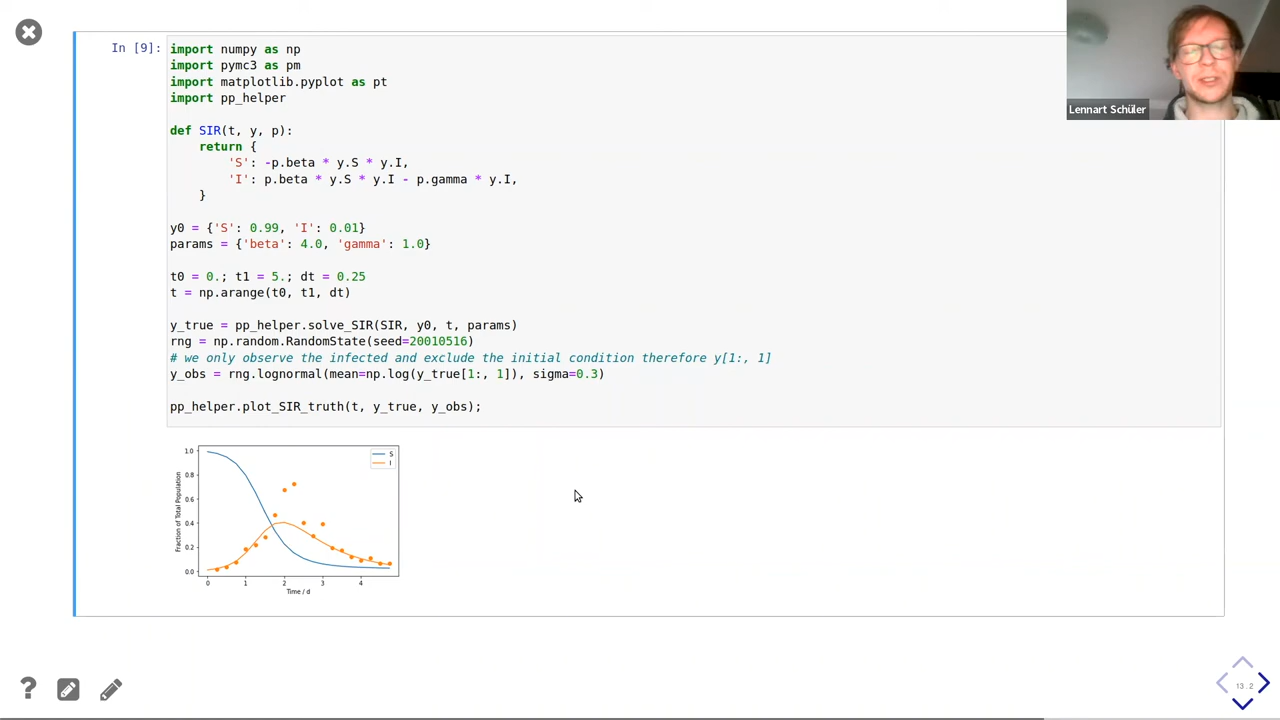 In [9]:
import numpy as np
import pymc3 as pm
import matplotlib.pyplot as pt
import pp_helper
def SIR(t, y, p):
return {
'S': -p.beta * y.S * y.I,
'I': p.beta * y.S * y.I - p.gamma * y.I,
}
y0 = {'S': 0.99, 'I': 0.01}
params = {'beta': 4.0, 'gamma': 1.0}
t0 = 0.; t1 = 5.; dt = 0.25
t = np.arange(t0, t1, dt)
y_true = pp_helper.solve_SIR(SIR, y0, t, params)
rng = np.random.RandomState(seed=20010516)
# we only observe the infected and exclude the initial condition therefore y[1:, 1]
y_obs = rng.lognormal(mean=np.log(y_true[1:, 1]), sigma=0.3)
pp_helper.plot_SIR_truth(t, y_true, y_obs);
Lennart Schüler
1.0
0.8
0.6
0.4
0.2
0.0
Fraction of Total Population
S
I
0 1 2 3 4
Time / d
?
13.2